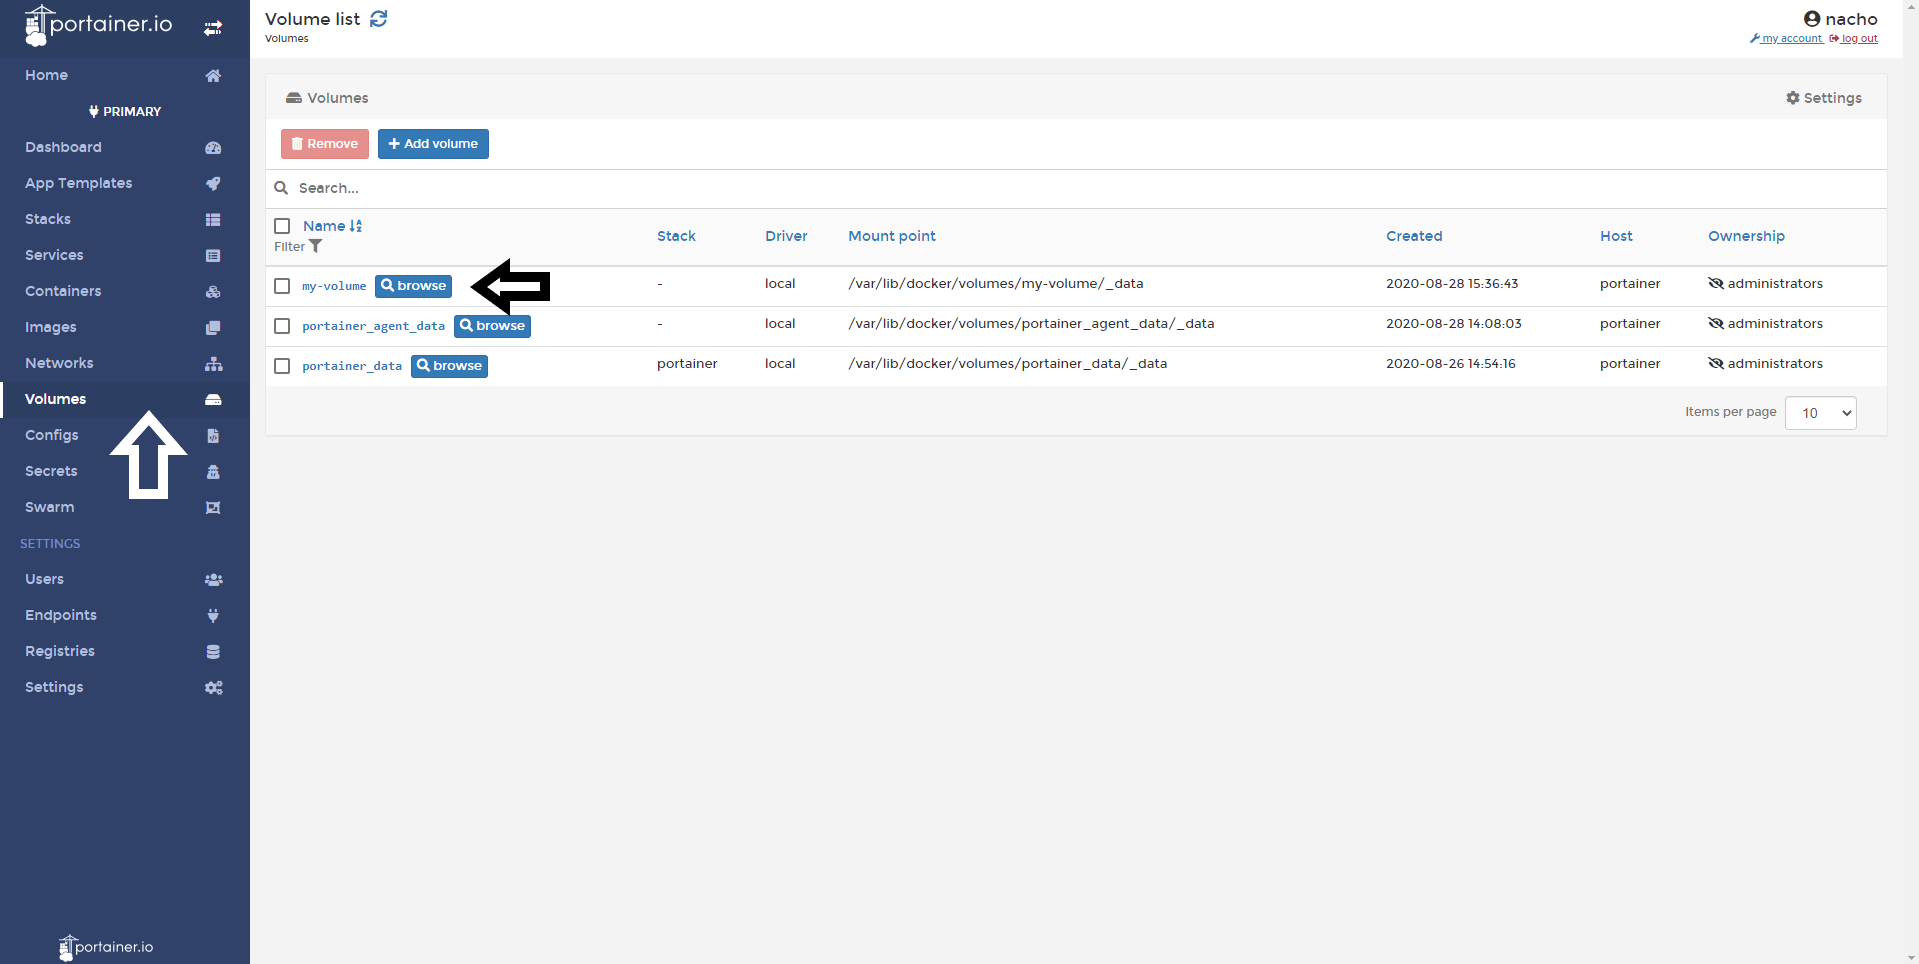 portainer.io
Home
PRIMARY
Dashboard
App Templates
Stacks
Services
Containers
Images
Networks
Volumes
Configs
Secrets
Swarm
SETTINGS
Users
Endpoints
Registries
Settings
portainer.io
Volume list
Volumes
nacho
my account log out
Volumes Settings
Remove + Add volume
Search...
Name
Filter
Stack Driver Mount point Created Host Ownership
my-volume browse - local /var/lib/docker/volumes/my-volume/_data 2020-08-28 15:36:43 portainer administrators
portainer_agent_data browse - local /var/lib/docker/volumes/portainer_agent_data/_data 2020-08-28 14:08:03 portainer administrators
portainer_data browse portainer local /var/lib/docker/volumes/portainer_data/_data 2020-08-26 14:54:16 portainer administrators
Items per page 10